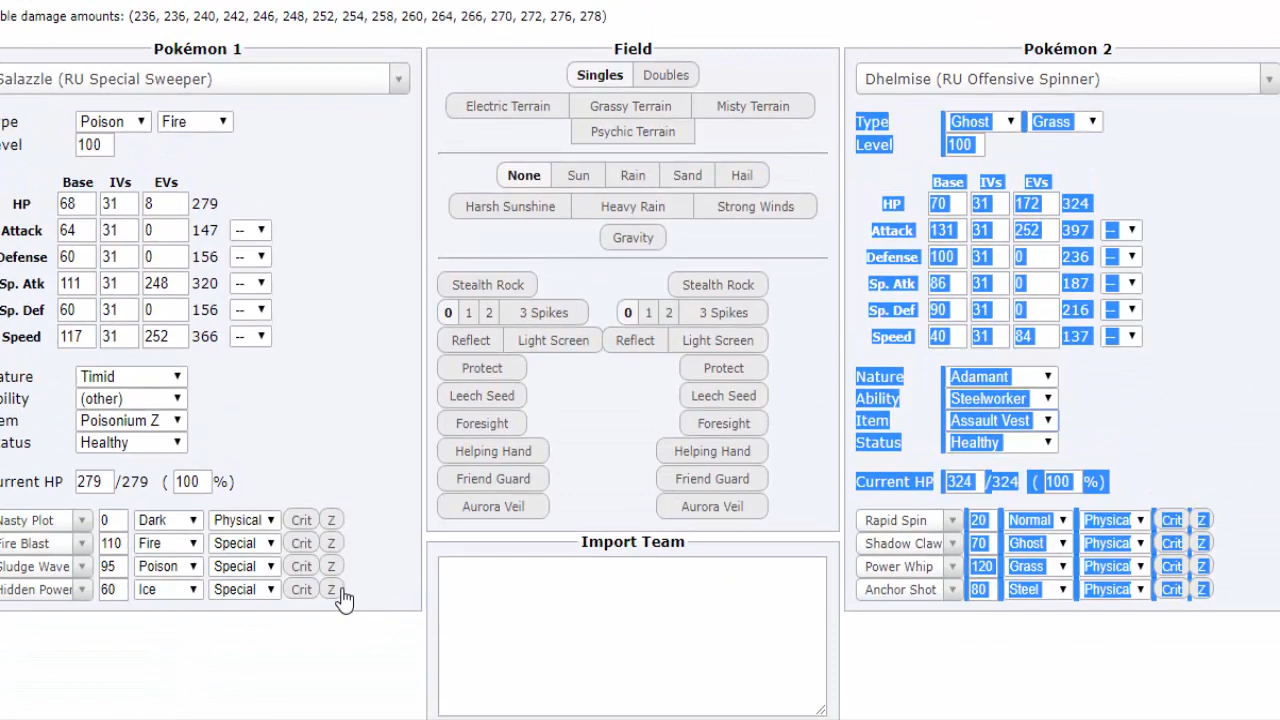 ble damage amounts: (236, 236, 240, 242, 246, 248, 252, 254, 258, 260, 264, 266, 270, 272, 276, 278)
Pokémon 1
Salazzle (RU Special Sweeper)
ype Poison Fire
evel 100
Base IVs EVs
HP 68 31 8 279
Attack 64 31 0 147 --
Defense 60 31 0 156 --
Sp. Atk 111 31 248 320 --
Sp. Def 60 31 0 156 --
Speed 117 31 252 366 --
ature Timid
bility (other)
em Poisonium Z
tatus Healthy
urrent HP 279 /279 ( 100 %)
Nasty Plot 0 Dark Physical Crit Z
Fire Blast 110 Fire Special Crit Z
Sludge Wave 95 Poison Special Crit Z
Hidden Power 60 Ice Special Crit Z
Field
Singles Doubles
Electric Terrain Grassy Terrain Misty Terrain
Psychic Terrain
None Sun Rain Sand Hail
Harsh Sunshine Heavy Rain Strong Winds
Gravity
Stealth Rock Stealth Rock
0 1 2 3 Spikes 0 1 2 3 Spikes
Reflect Light Screen Reflect Light Screen
Protect Protect
Leech Seed Leech Seed
Foresight Foresight
Helping Hand Helping Hand
Friend Guard Friend Guard
Aurora Veil Aurora Veil
Import Team
Pokémon 2
Dhelmise (RU Offensive Spinner)
Type Ghost Grass
Level 100
Base IVs EVs
HP 70 31 172 324
Attack 131 31 252 397 --
Defense 100 31 0 236 --
Sp. Atk 86 31 0 187 --
Sp. Def 90 31 0 216 --
Speed 40 31 84 137 --
Nature Adamant
Ability Steelworker
Item Assault Vest
Status Healthy
Current HP 324 /324 ( 100 %)
Rapid Spin 20 Normal Physical Crit Z
Shadow Claw 70 Ghost Physical Crit Z
Power Whip 120 Grass Physical Crit Z
Anchor Shot 80 Steel Physical Crit Z